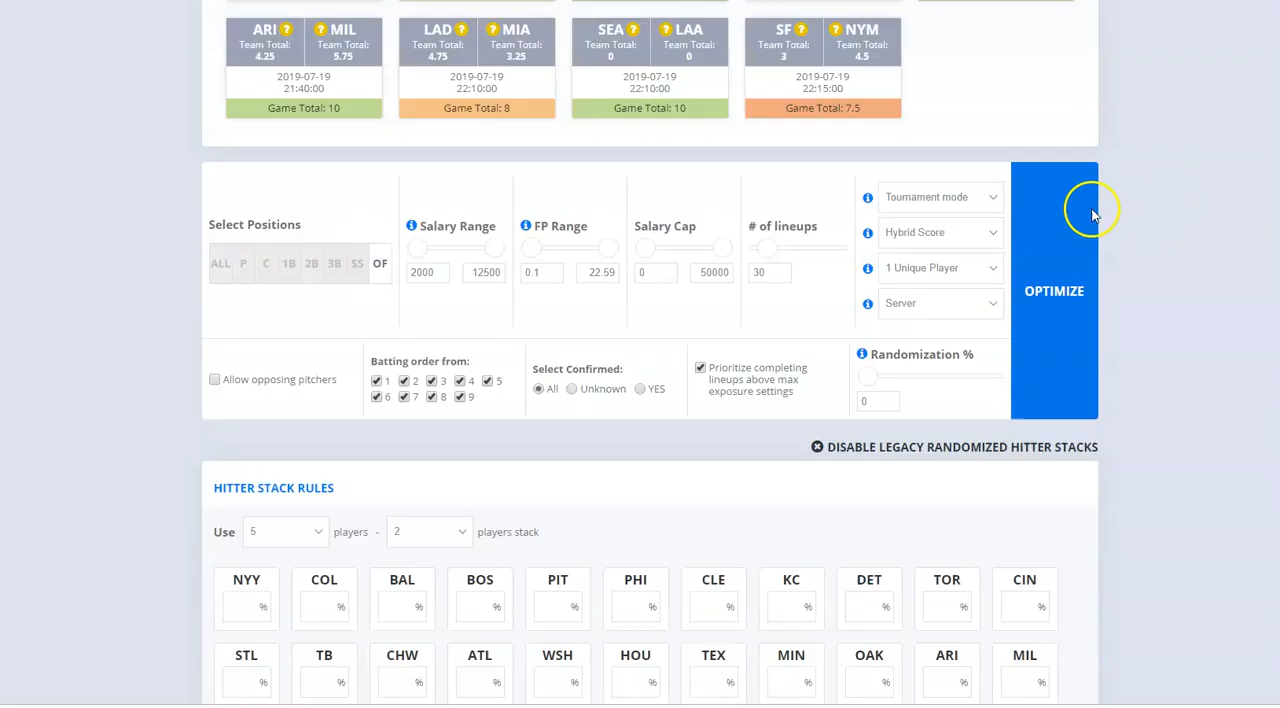 ARI ? ? MIL
Team Total: Team Total:
4.25 5.75
2019-07-19
21:40:00
Game Total: 10
LAD ? ? MIA
Team Total: Team Total:
4.75 3.25
2019-07-19
22:10:00
Game Total: 8
SEA ? ? LAA
Team Total: Team Total:
0 0
2019-07-19
22:10:00
Game Total: 10
SF ? ? NYM
Team Total: Team Total:
3 4.5
2019-07-19
22:15:00
Game Total: 7.5
Select Positions
ALL P C 1B 2B 3B SS OF
Salary Range
2000 12500
FP Range
0.1 22.59
Salary Cap
0 50000
# of lineups
30
Tournament mode
Hybrid Score
1 Unique Player
Server
OPTIMIZE
Allow opposing pitchers
Batting order from:
1 2 3 4 5
6 7 8 9
Select Confirmed:
All Unknown YES
Prioritize completing
lineups above max
exposure settings
Randomization %
0
DISABLE LEGACY RANDOMIZED HITTER STACKS
HITTER STACK RULES
Use 5 players - 2 players stack
NYY COL BAL BOS PIT PHI CLE KC DET TOR CIN
% % % % % % % % % % %
STL TB CHW ATL WSH HOU TEX MIN OAK ARI MIL
% % % % % % % % % % %